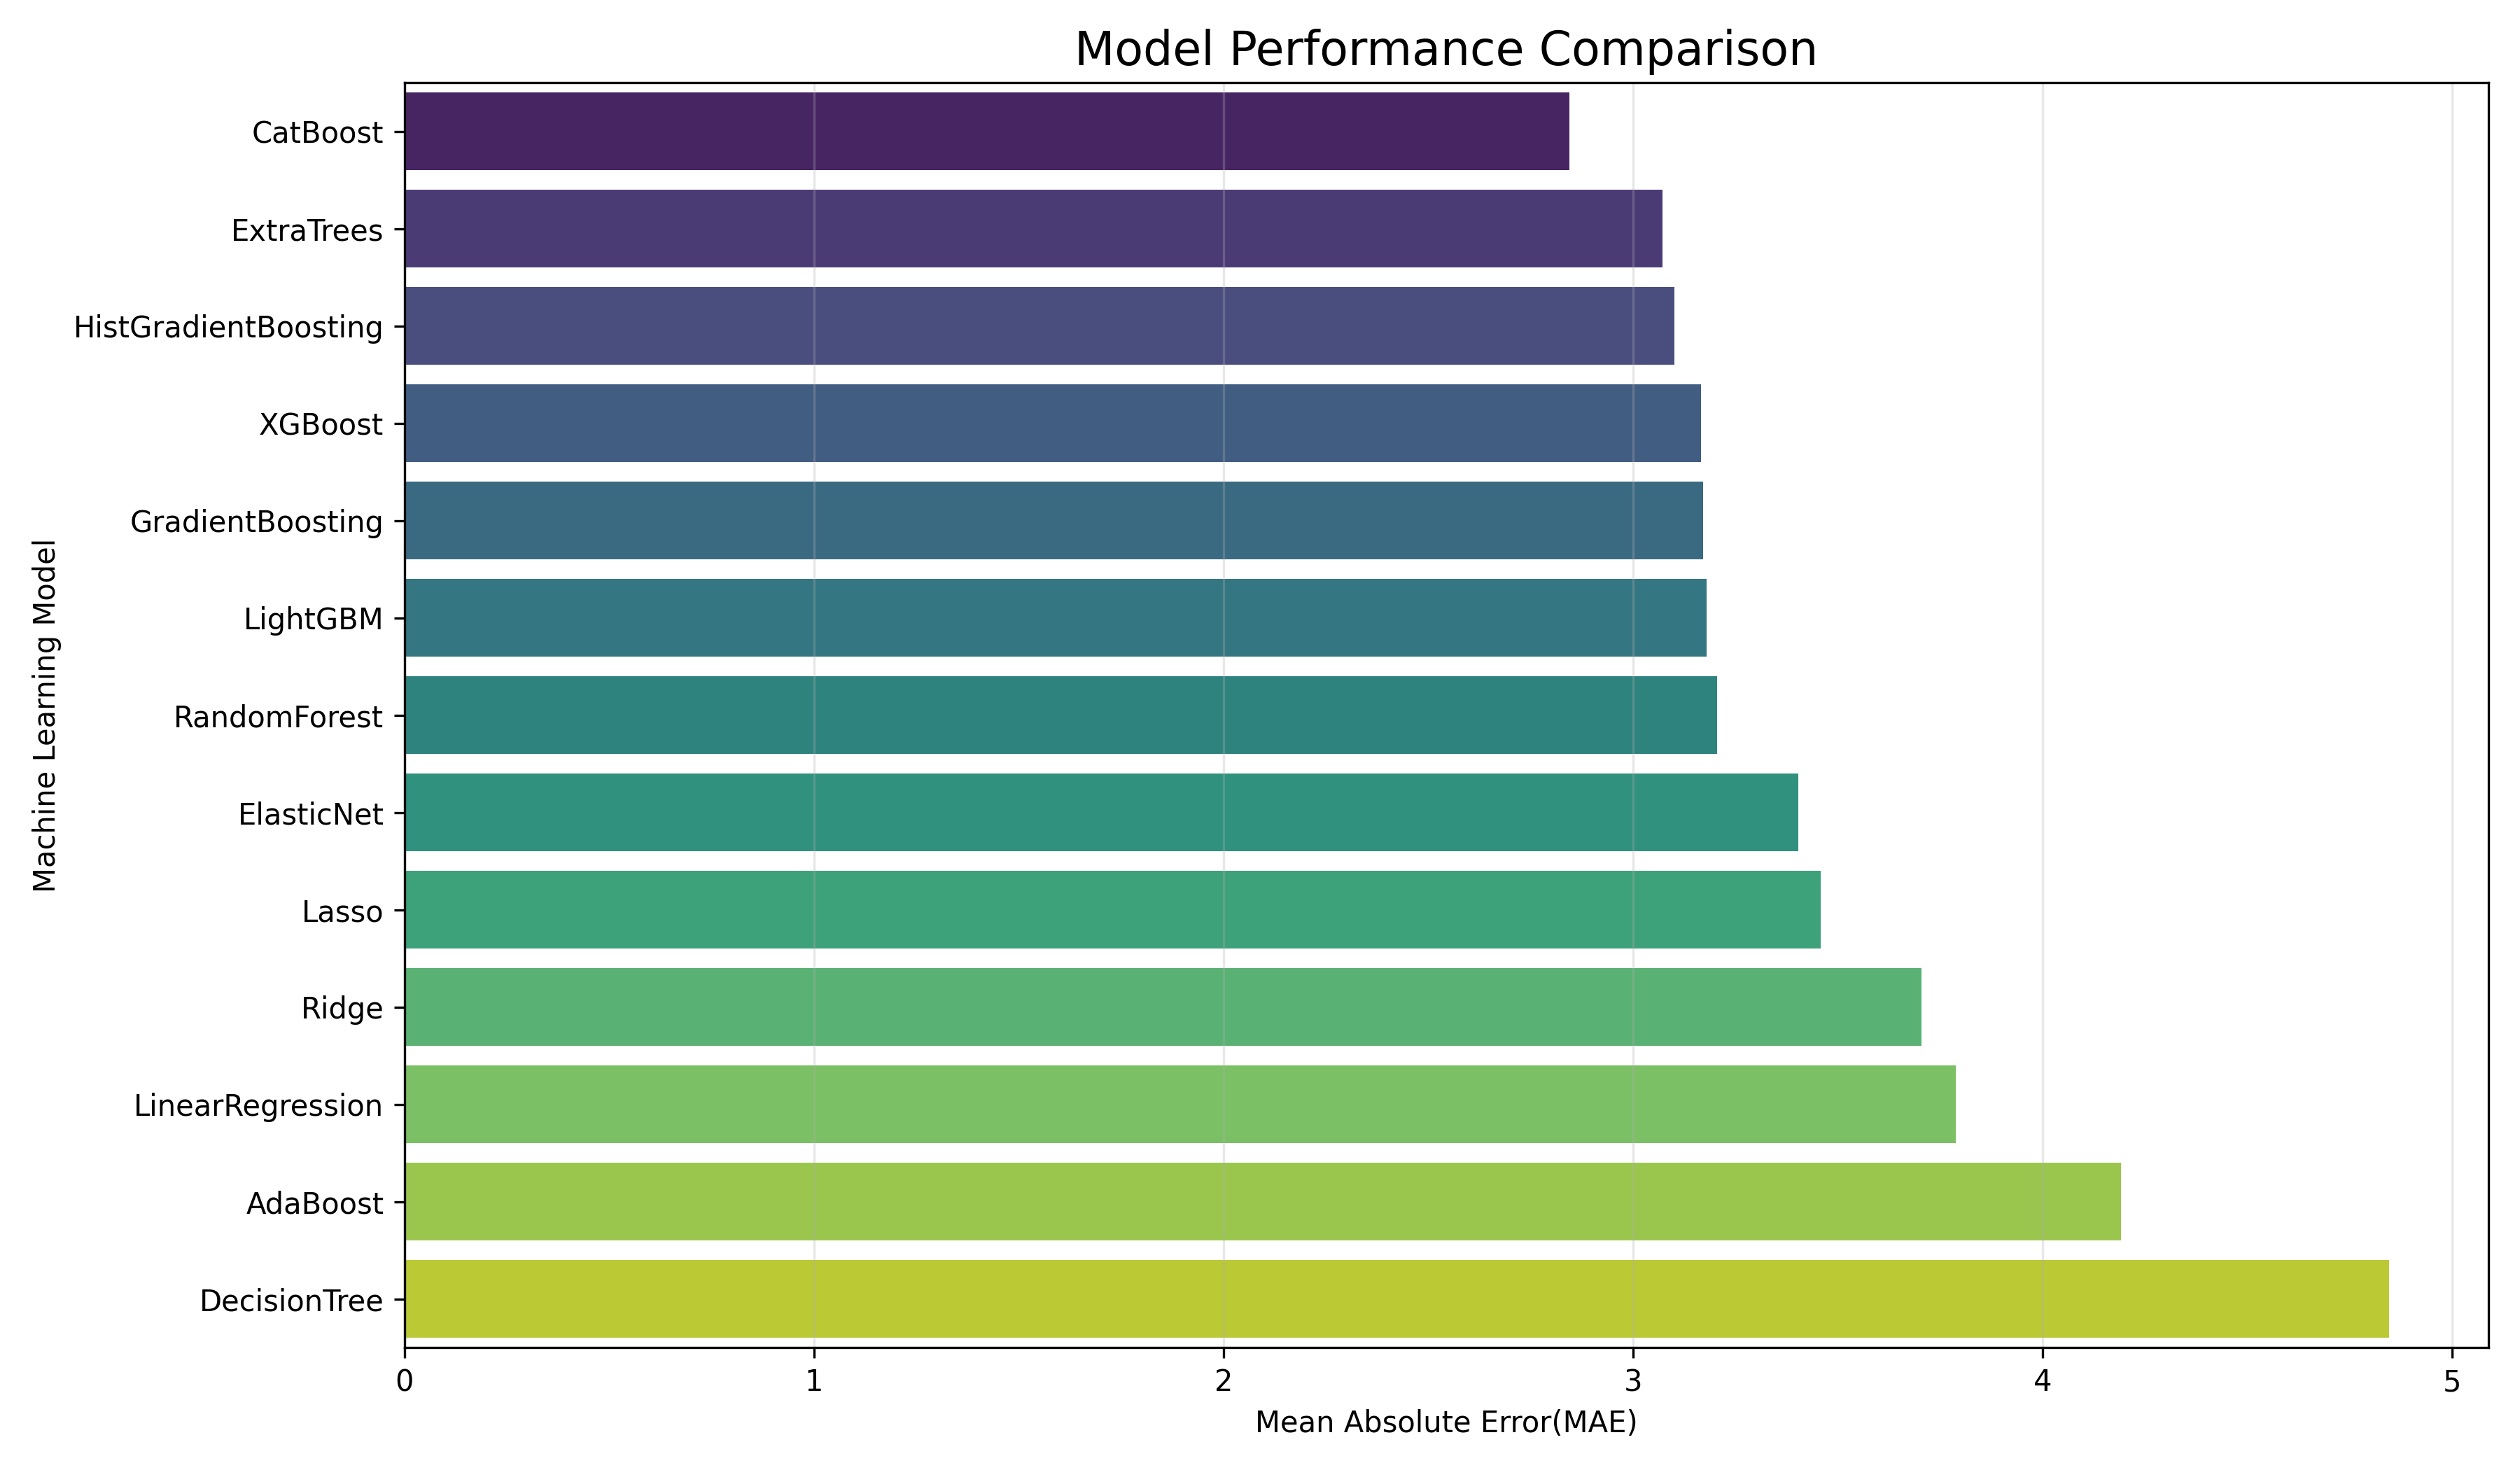 Model Performance Comparison
CatBoost
ExtraTrees
HistGradientBoosting
XGBoost
GradientBoosting
LightGBM
RandomForest
ElasticNet
Lasso
Ridge
LinearRegression
AdaBoost
DecisionTree
Machine Learning Model
0 1 2 3 4 5
Mean Absolute Error(MAE)